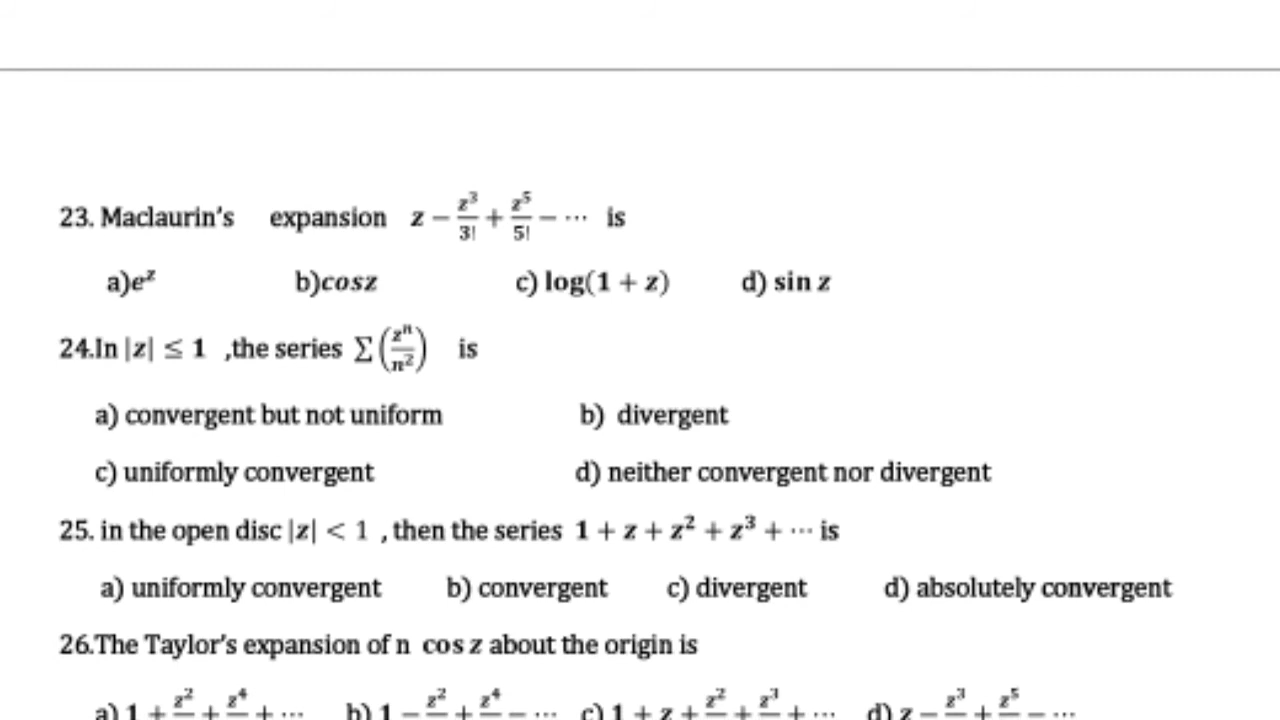 23. Maclaurin's expansion z − z³/3! + z⁵/5! − ⋯ is
a)eᶻ b)cosz c) log(1 + z) d) sin z
24.In |z| ≤ 1 ,the series ∑(zⁿ/n²) is
a) convergent but not uniform b) divergent
c) uniformly convergent d) neither convergent nor divergent
25. in the open disc |z| < 1 , then the series 1 + z + z² + z³ + ⋯ is
a) uniformly convergent b) convergent c) divergent d) absolutely convergent
26.The Taylor's expansion of n cos z about the origin is
a) 1 + z² + z⁴ + ⋯ b) 1 − z² + z⁴ − ⋯ c) 1 + z + z² + z³ + ⋯ d) z − z³ + z⁵ − ⋯